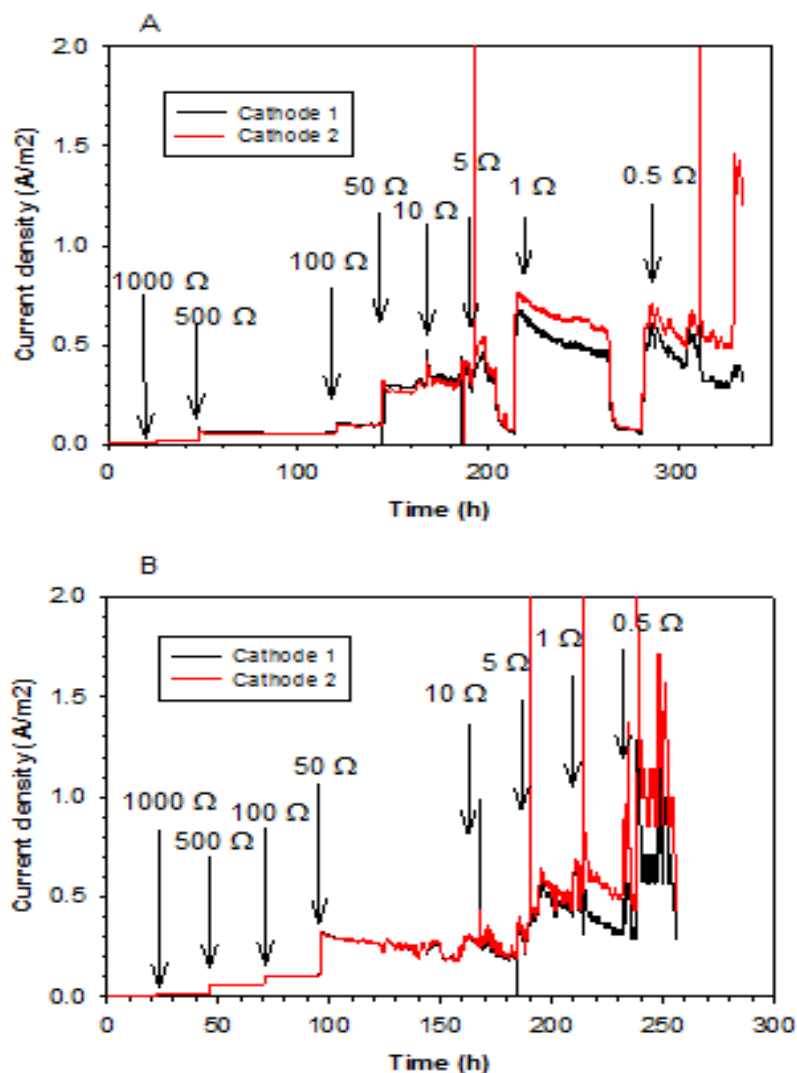 A
Current density (A/m2)
2.0
1.5
1.0
0.5
0.0
Cathode 1
Cathode 2
1000 Ω
500 Ω
100 Ω
50 Ω
10 Ω
5 Ω
1 Ω
0.5 Ω
0 100 200 300
Time (h)
B
Current density (A/m2)
2.0
1.5
1.0
0.5
0.0
Cathode 1
Cathode 2
1000 Ω
500 Ω
100 Ω
50 Ω
10 Ω
5 Ω
1 Ω
0.5 Ω
0 50 100 150 200 250 300
Time (h)